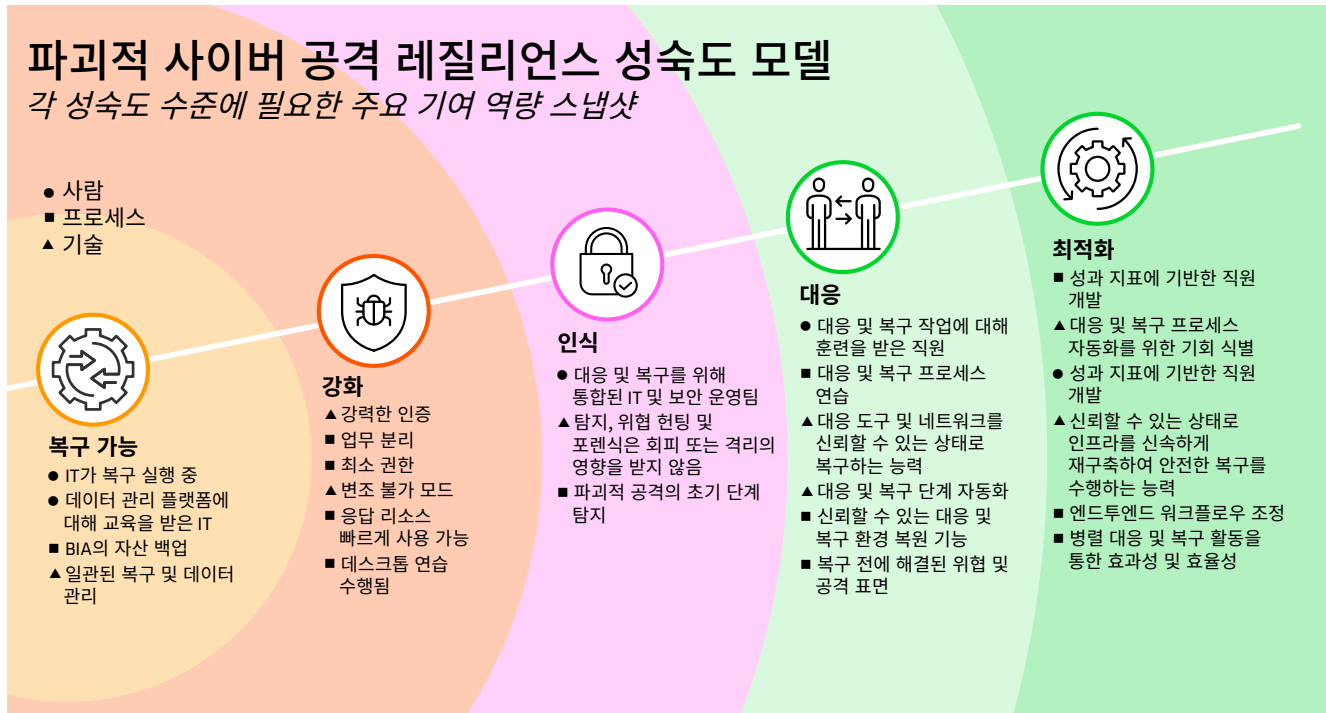 파괴적 사이버 공격 레질리언스 성숙도 모델
각 성숙도 수준에 필요한 주요 기여 역량 스냅샷
● 사람
■ 프로세스
▲ 기술
복구 가능
● IT가 복구 실행 중
● 데이터 관리 플랫폼에
대해 교육을 받은 IT
■ BIA의 자산 백업
▲ 일관된 복구 및 데이터
관리
강화
▲ 강력한 인증
■ 업무 분리
■ 최소 권한
▲ 변조 불가 모드
■ 응답 리소스
빠르게 사용 가능
■ 데스크톱 연습
수행됨
인식
● 대응 및 복구를 위해
통합된 IT 및 보안 운영팀
▲ 탐지, 위협 헌팅 및
포렌식은 회피 또는 격리의
영향을 받지 않음
■ 파괴적 공격의 초기 단계
탐지
대응
● 대응 및 복구 작업에 대해
훈련을 받은 직원
■ 대응 및 복구 프로세스
연습
▲ 대응 도구 및 네트워크를
신뢰할 수 있는 상태로
복구하는 능력
▲ 대응 및 복구 단계 자동화
■ 신뢰할 수 있는 대응 및
복구 환경 복원 기능
■ 복구 전에 해결된 위협 및
공격 표면
최적화
■ 성과 지표에 기반한 직원
개발
▲ 대응 및 복구 프로세스
자동화를 위한 기회 식별
● 성과 지표에 기반한 직원
개발
▲ 신뢰할 수 있는 상태로
인프라를 신속하게
재구축하여 안전한 복구를
수행하는 능력
■ 엔드투엔드 워크플로우 조정
■ 병렬 대응 및 복구 활동을
통한 효과성 및 효율성